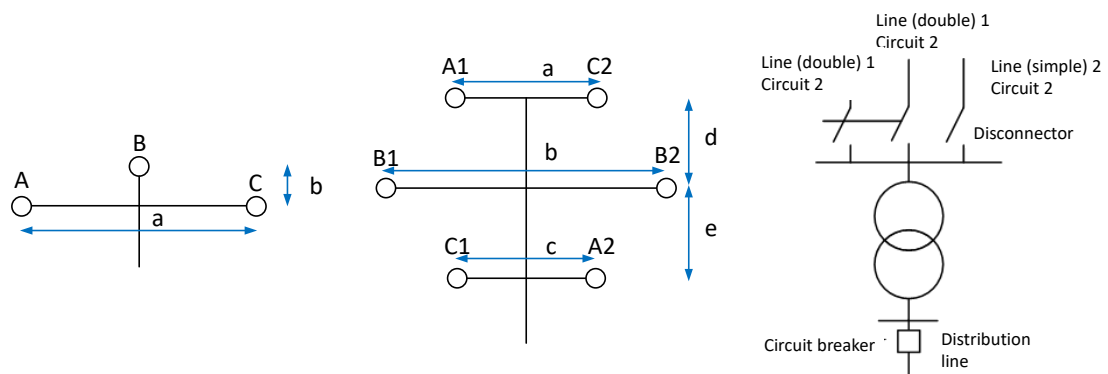 A
B
C
a
b
A1
a
C2
d
B1
b
B2
e
C1
c
A2
Line (double) 1
Circuit 2
Line (double) 1
Circuit 2
Line (simple) 2
Circuit 2
Disconnector
Circuit breaker
Distribution
line